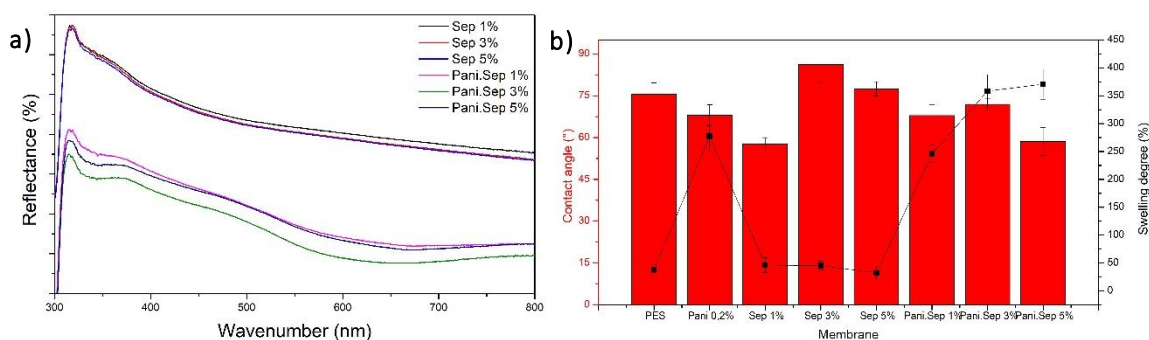 a)
Sep 1%
Sep 3%
Sep 5%
Pani.Sep 1%
Pani.Sep 3%
Pani.Sep 5%
Reflectance (%)
300 400 500 600 700 800
Wavenumber (nm)
b)
90
75
60
45
30
15
0
Contact angle (°)
450
400
350
300
250
200
150
100
50
0
Swelling degree (%)
PES Pani 0,2% Sep 1% Sep 3% Sep 5% Pani.Sep 1% Pani.Sep 3% Pani.Sep 5%
Membrane